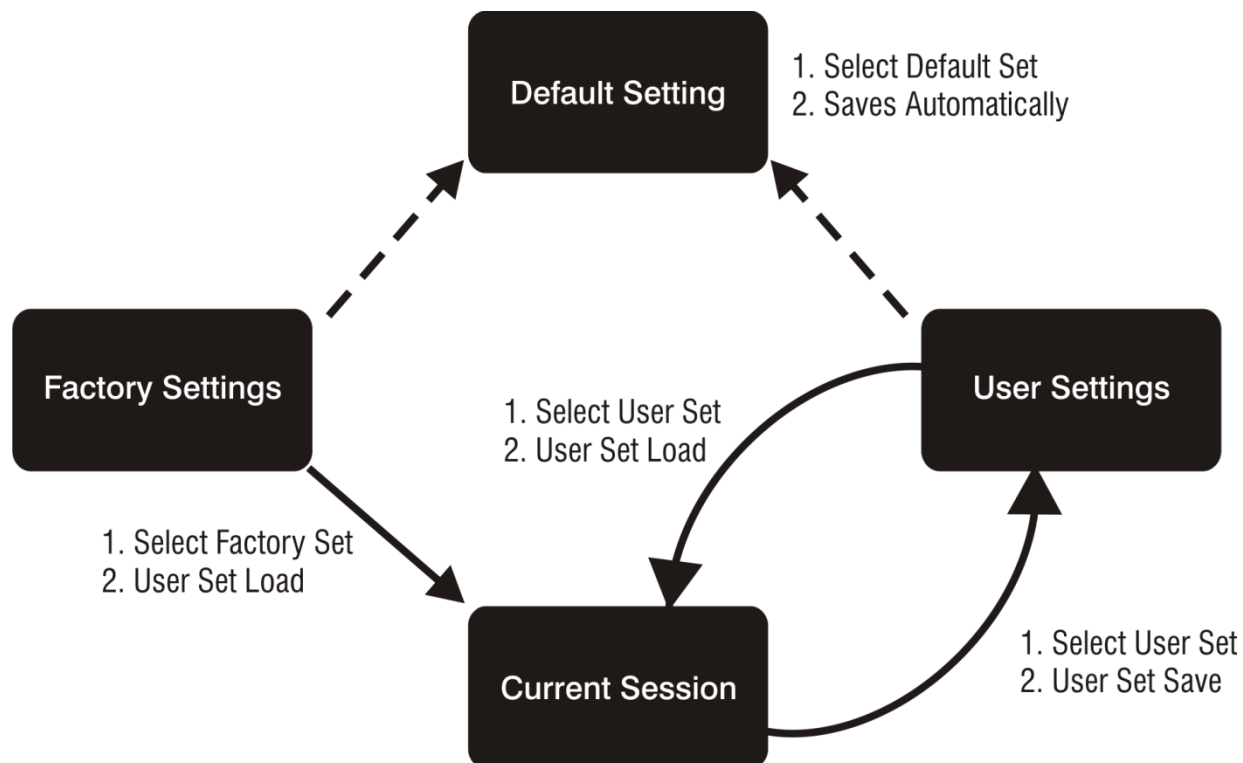 Default Setting
1. Select Default Set
2. Saves Automatically
Factory Settings
User Settings
1. Select User Set
2. User Set Load
1. Select Factory Set
2. User Set Load
Current Session
1. Select User Set
2. User Set Save